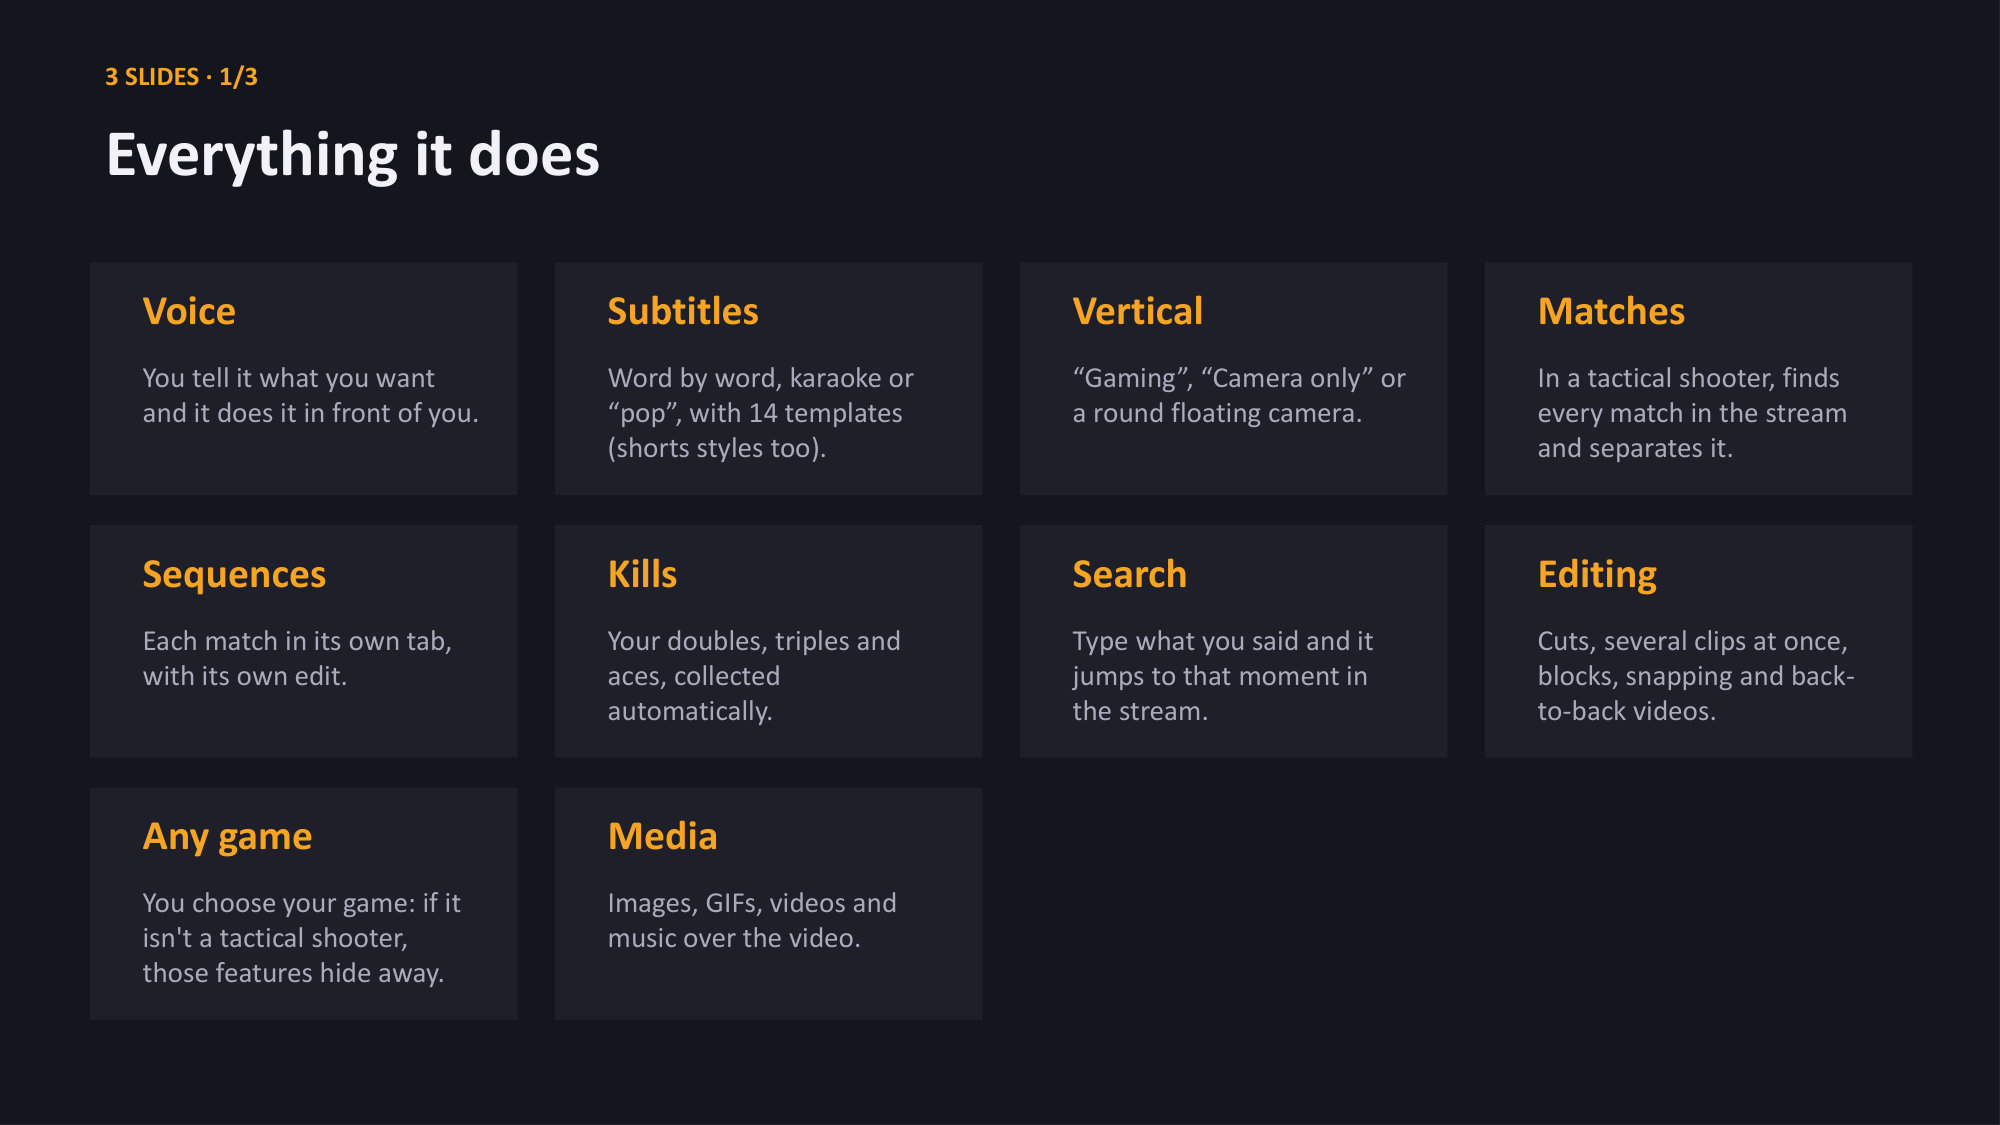 3 SLIDES · 1/3
Everything it does
Voice
You tell it what you want
and it does it in front of you.
Subtitles
Word by word, karaoke or
“pop”, with 14 templates
(shorts styles too).
Vertical
“Gaming”, “Camera only” or
a round floating camera.
Matches
In a tactical shooter, finds
every match in the stream
and separates it.
Sequences
Each match in its own tab,
with its own edit.
Kills
Your doubles, triples and
aces, collected
automatically.
Search
Type what you said and it
jumps to that moment in
the stream.
Editing
Cuts, several clips at once,
blocks, snapping and back-
to-back videos.
Any game
You choose your game: if it
isn't a tactical shooter,
those features hide away.
Media
Images, GIFs, videos and
music over the video.